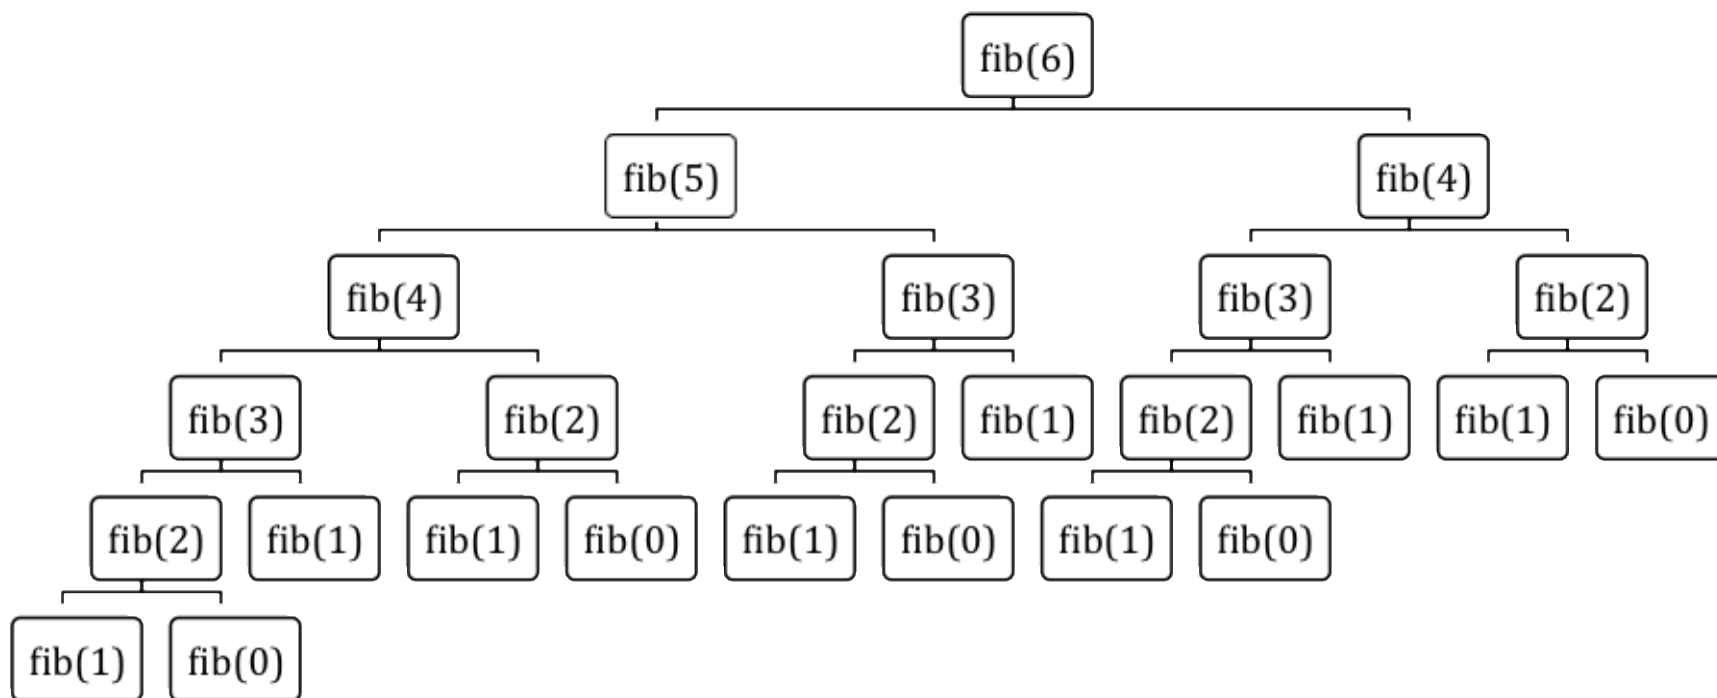 fib(6)
fib(5) fib(4)
fib(4) fib(3) fib(3) fib(2)
fib(3) fib(2) fib(2) fib(1) fib(2) fib(1) fib(1) fib(0)
fib(2) fib(1) fib(1) fib(0) fib(1) fib(0) fib(1) fib(0)
fib(1) fib(0)